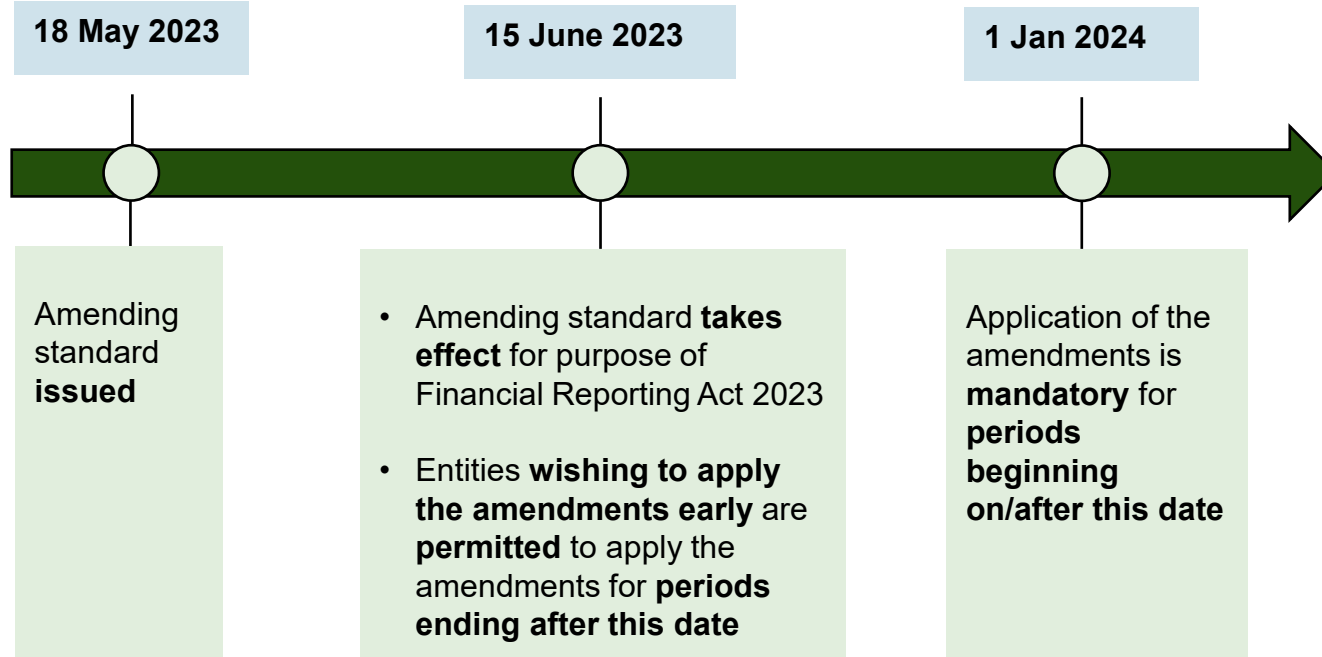 18 May 2023
15 June 2023
1 Jan 2024
Amending
standard
issued
• Amending standard takes
effect for purpose of
Financial Reporting Act 2023
• Entities wishing to apply
the amendments early are
permitted to apply the
amendments for periods
ending after this date
Application of the
amendments is
mandatory for
periods
beginning
on/after this date